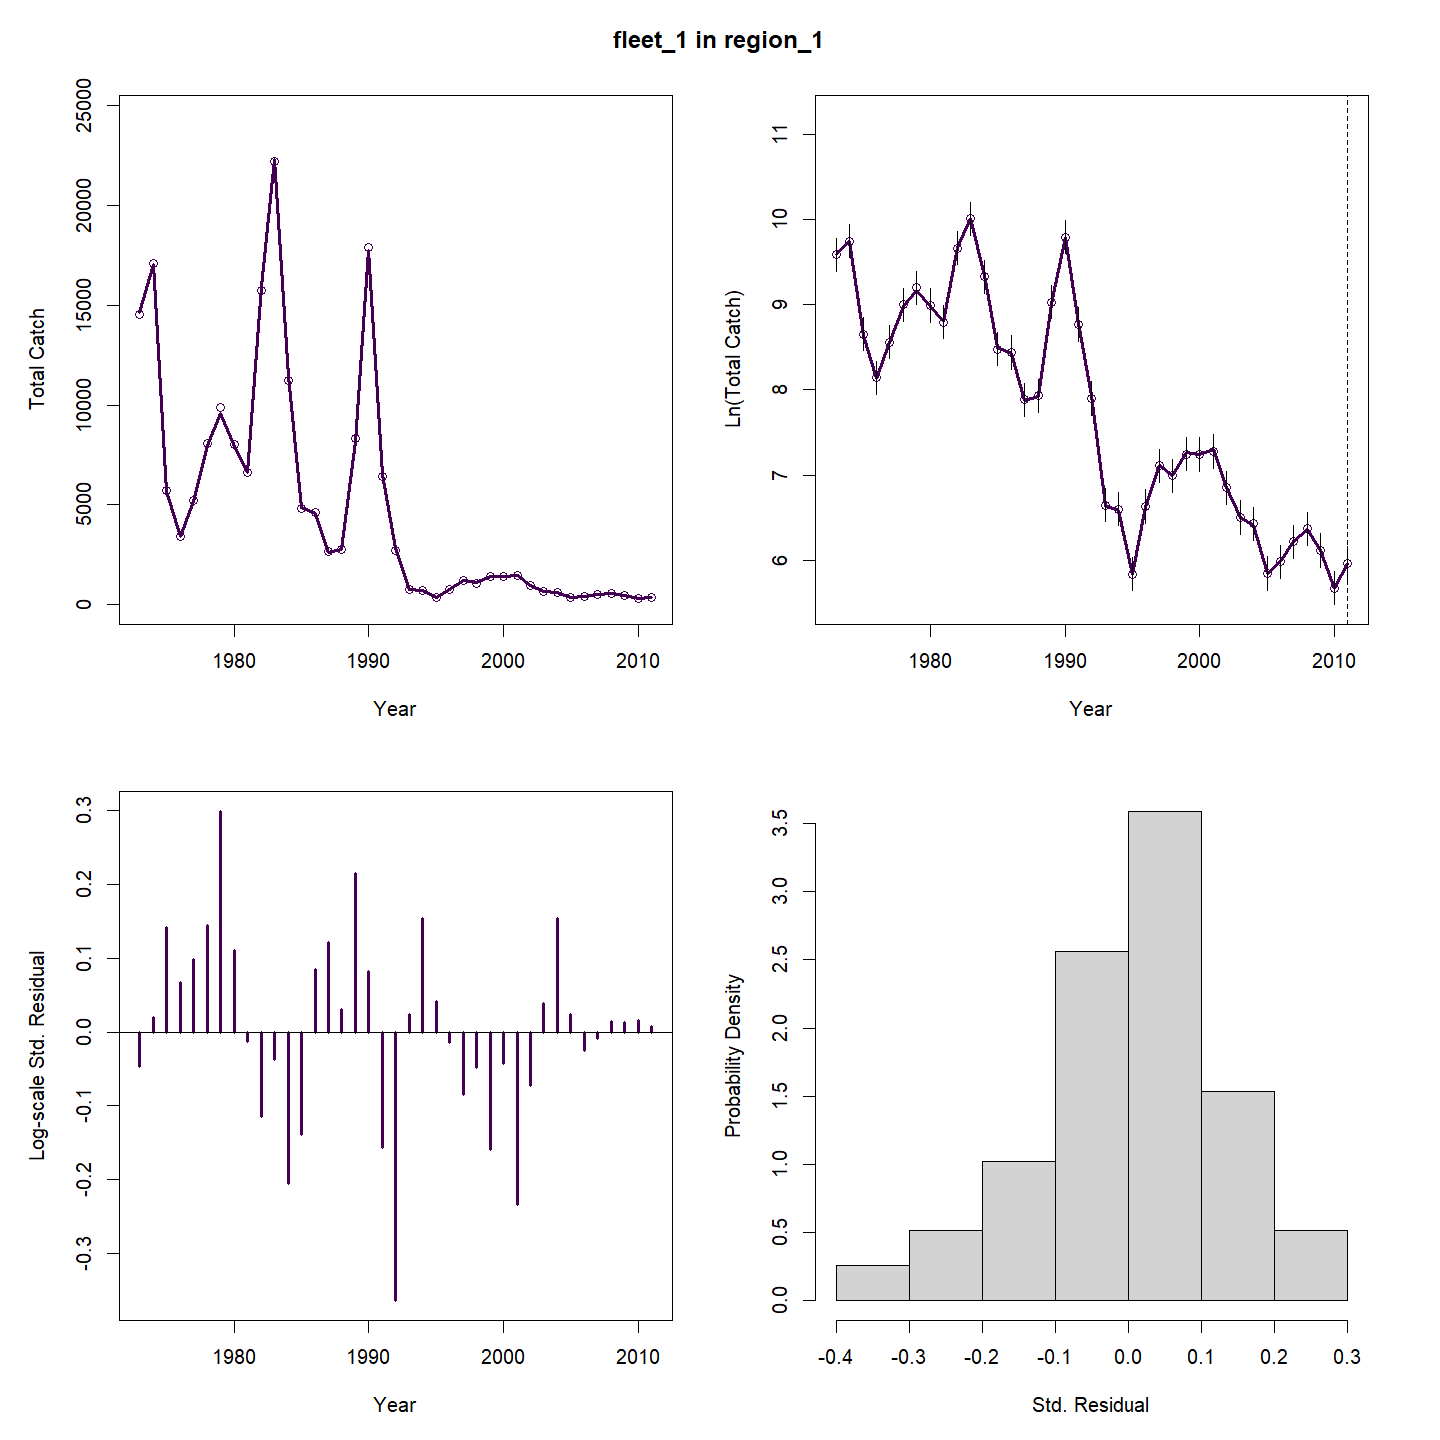 fleet_1 in region_1
Total Catch
0 5000 10000 15000 20000 25000
1980 1990 2000 2010
Year
Ln(Total Catch)
6 7 8 9 10 11
1980 1990 2000 2010
Year
Log-scale Std. Residual
-0.3 -0.2 -0.1 0.0 0.1 0.2 0.3
1980 1990 2000 2010
Year
Probability Density
0.0 0.5 1.0 1.5 2.0 2.5 3.0 3.5
-0.4 -0.3 -0.2 -0.1 0.0 0.1 0.2 0.3
Std. Residual